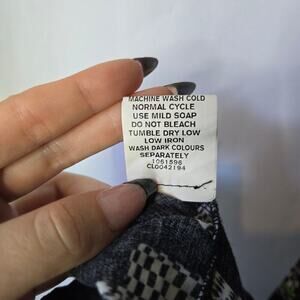 MACHINE WASH COLD
NORMAL CYCLE
USE MILD SOAP
DO NOT BLEACH
TUMBLE DRY LOW
LOW IRON
WASH DARK COLOURS
SEPARATELY
1061596
CL0042194